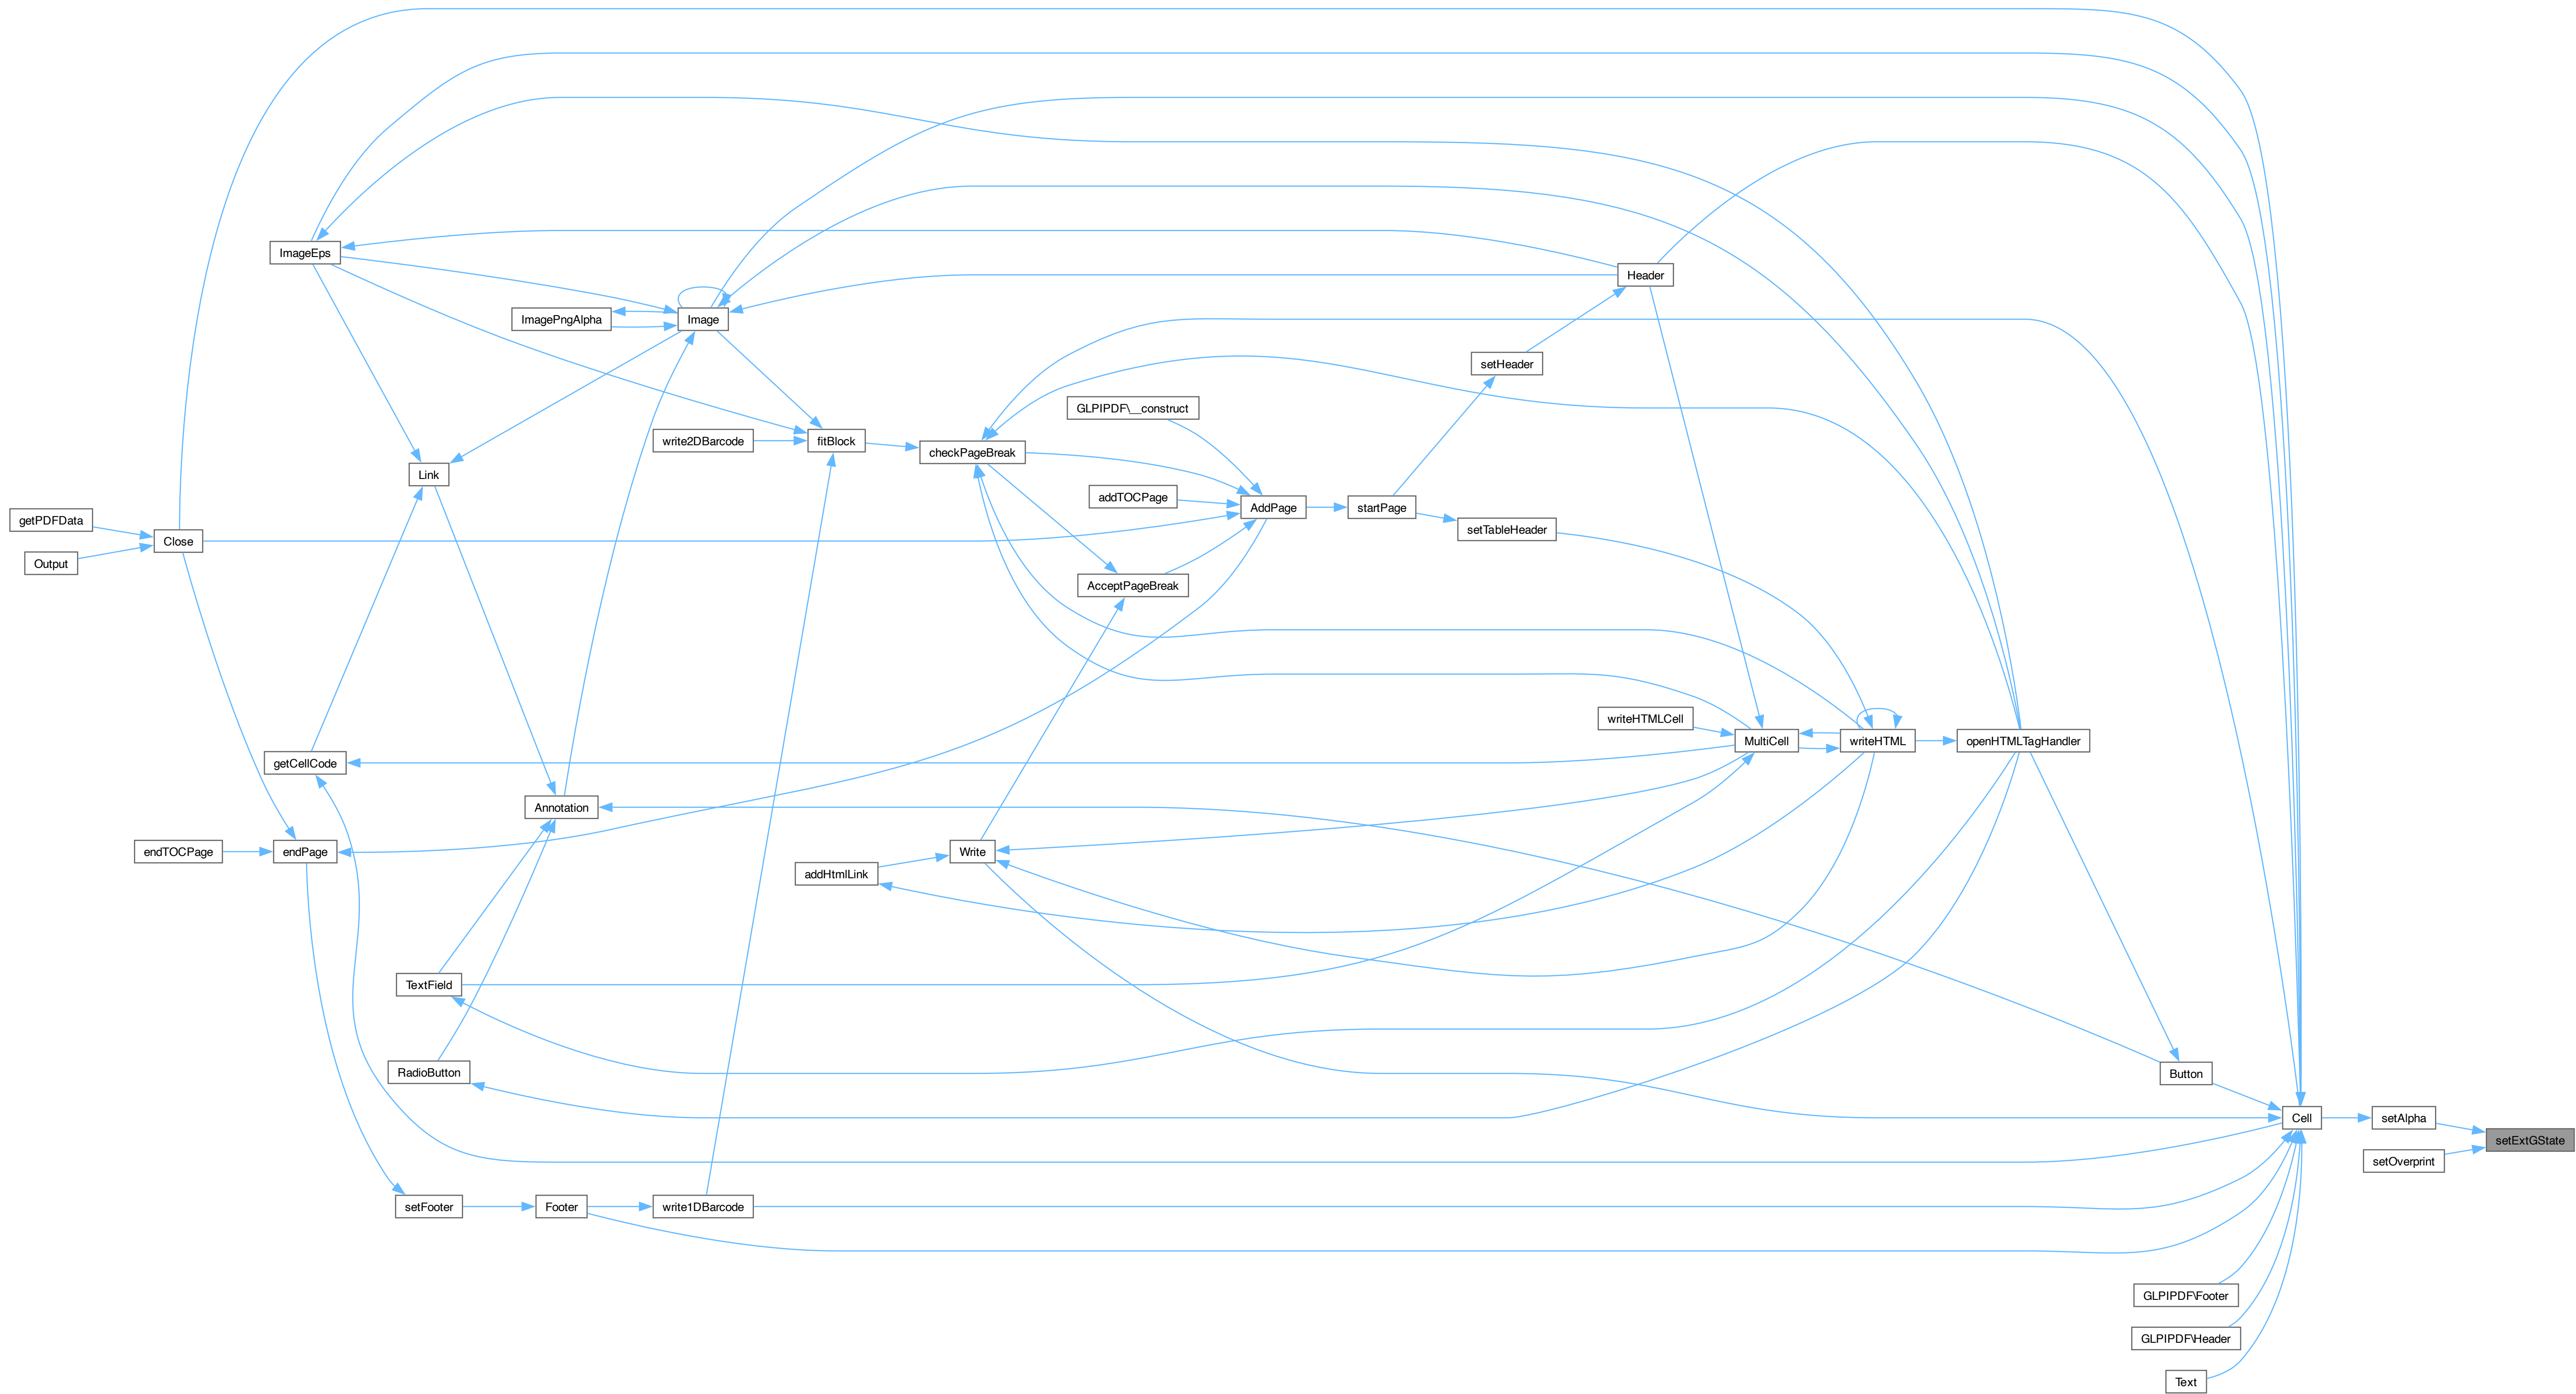 ImageEps
Header
ImagePngAlpha
Image
setHeader
GLPIPDF\__construct
write2DBarcode
fitBlock
checkPageBreak
Link
addTOCPage
AddPage
startPage
getPDFData
setTableHeader
Close
Output
AcceptPageBreak
writeHTMLCell
MultiCell
writeHTML
openHTMLTagHandler
getCellCode
Annotation
endTOCPage
endPage
Write
addHtmlLink
TextField
RadioButton
Button
Cell
setAlpha
setExtGState
setOverprint
setFooter
Footer
write1DBarcode
GLPIPDF\Footer
GLPIPDF\Header
Text